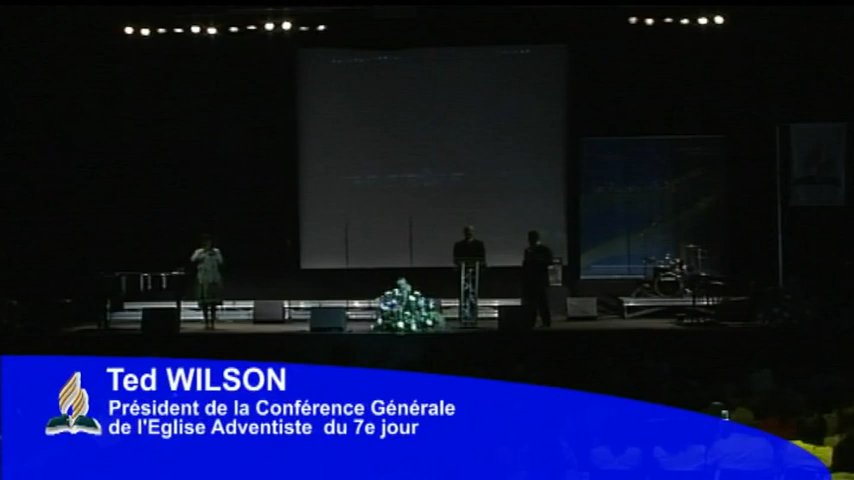 Ted WILSON
Président de la Conférence Générale
de l'Eglise Adventiste  du 7e jour